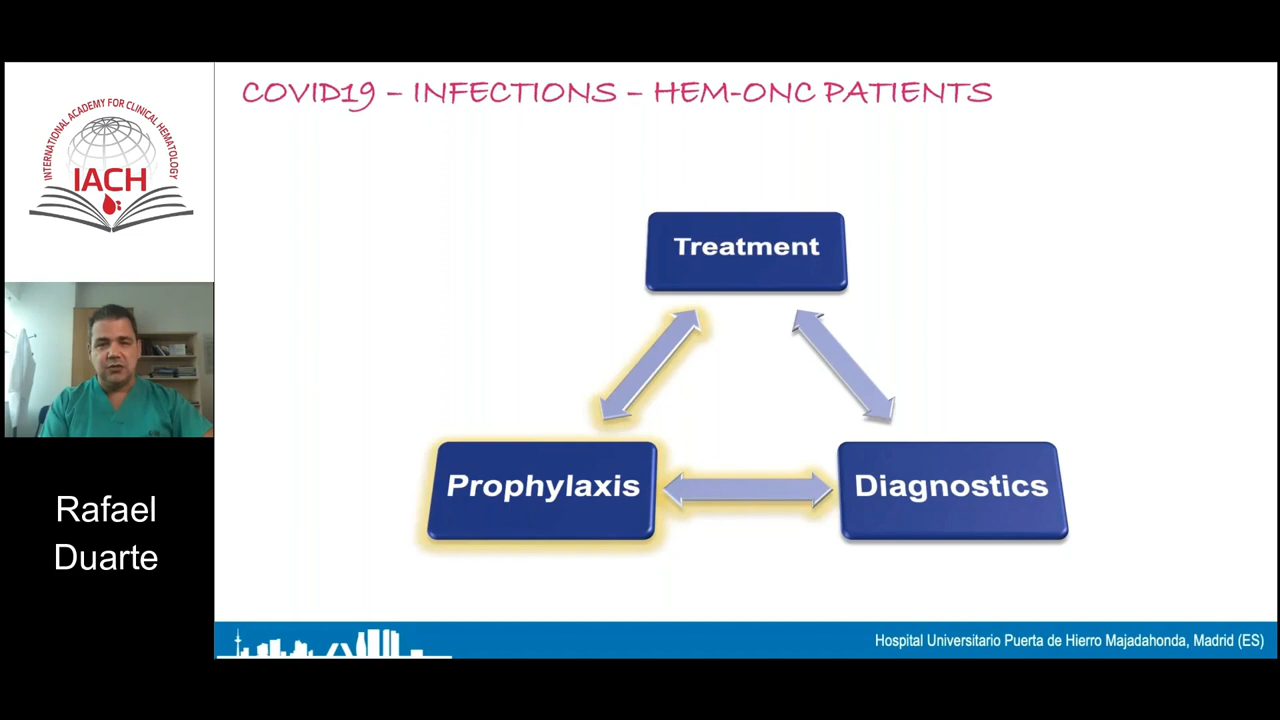 COVID19 – INFECTIONS – HEM-ONC PATIENTS
INTERNATIONAL ACADEMY FOR CLINICAL HEMATOLOGY
IACH
Treatment
Prophylaxis
Diagnostics
Rafael
Duarte
Hospital Universitario Puerta de Hierro Majadahonda, Madrid (ES)